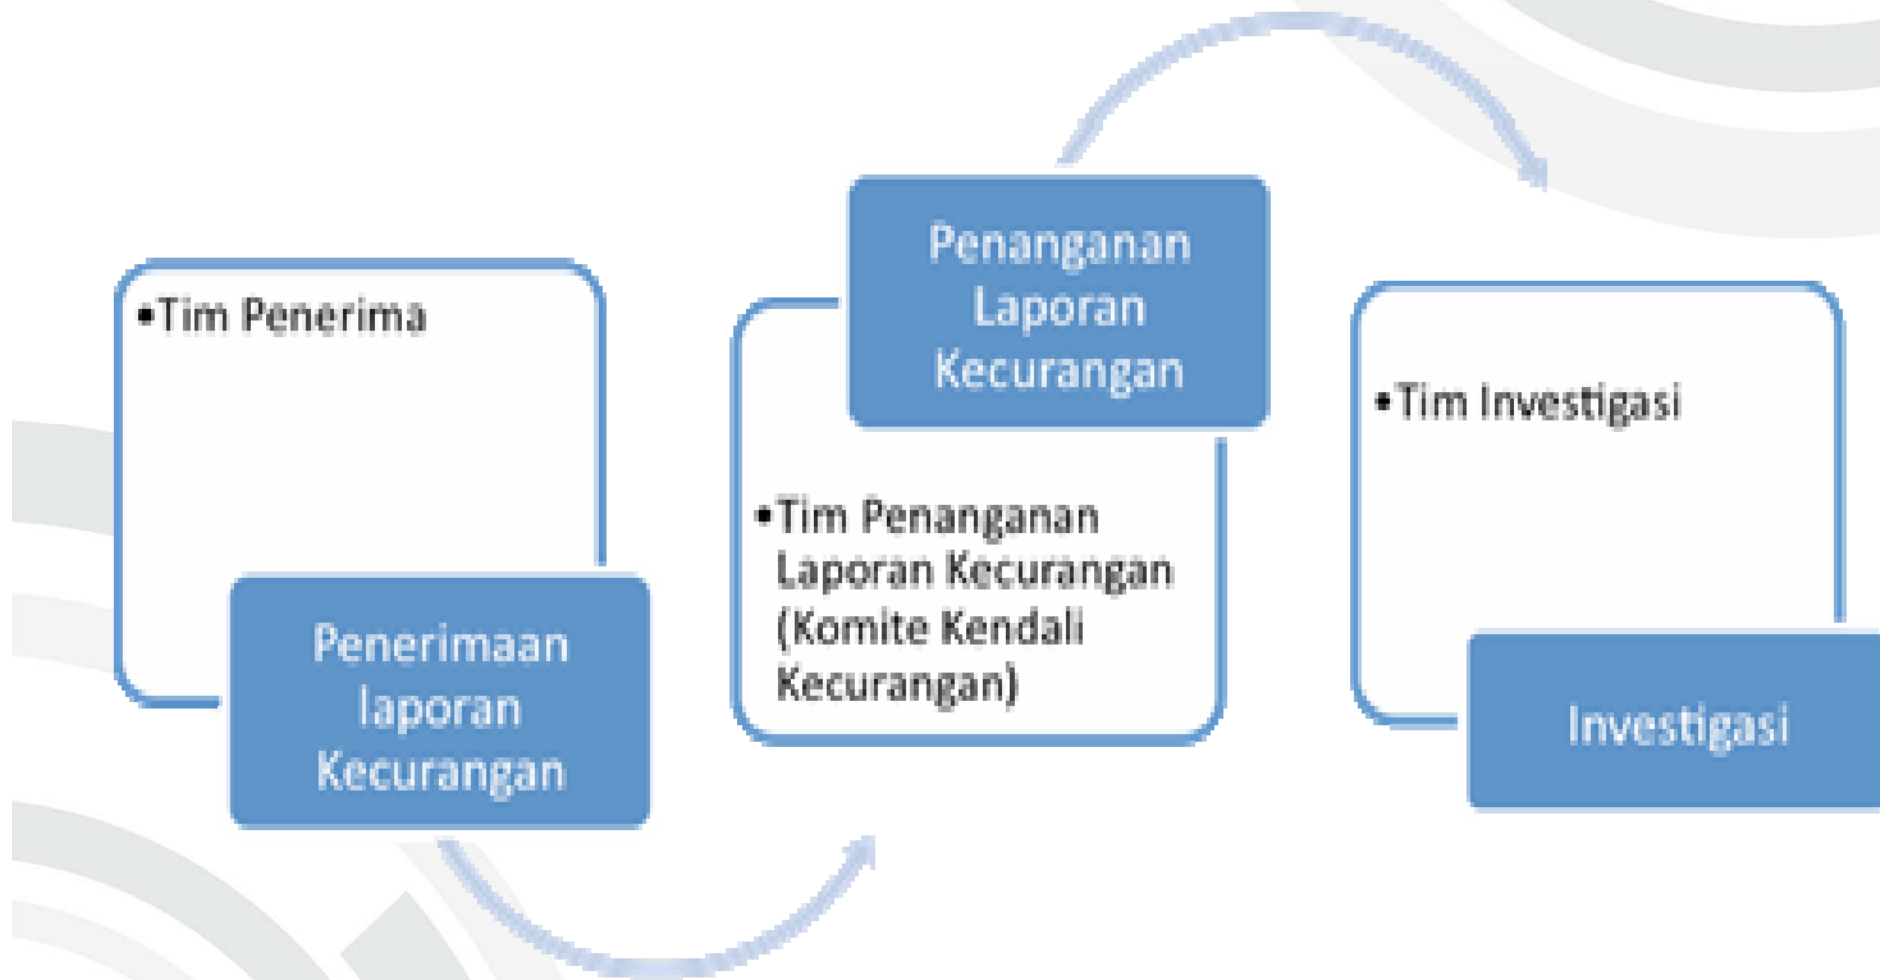 •Tim Penerima
Penerimaan
laporan
Kecurangan
Penanganan
Laporan
Kecurangan
•Tim Penanganan
Laporan Kecurangan
(Komite Kendali
Kecurangan)
•Tim Investigasi
Investigasi